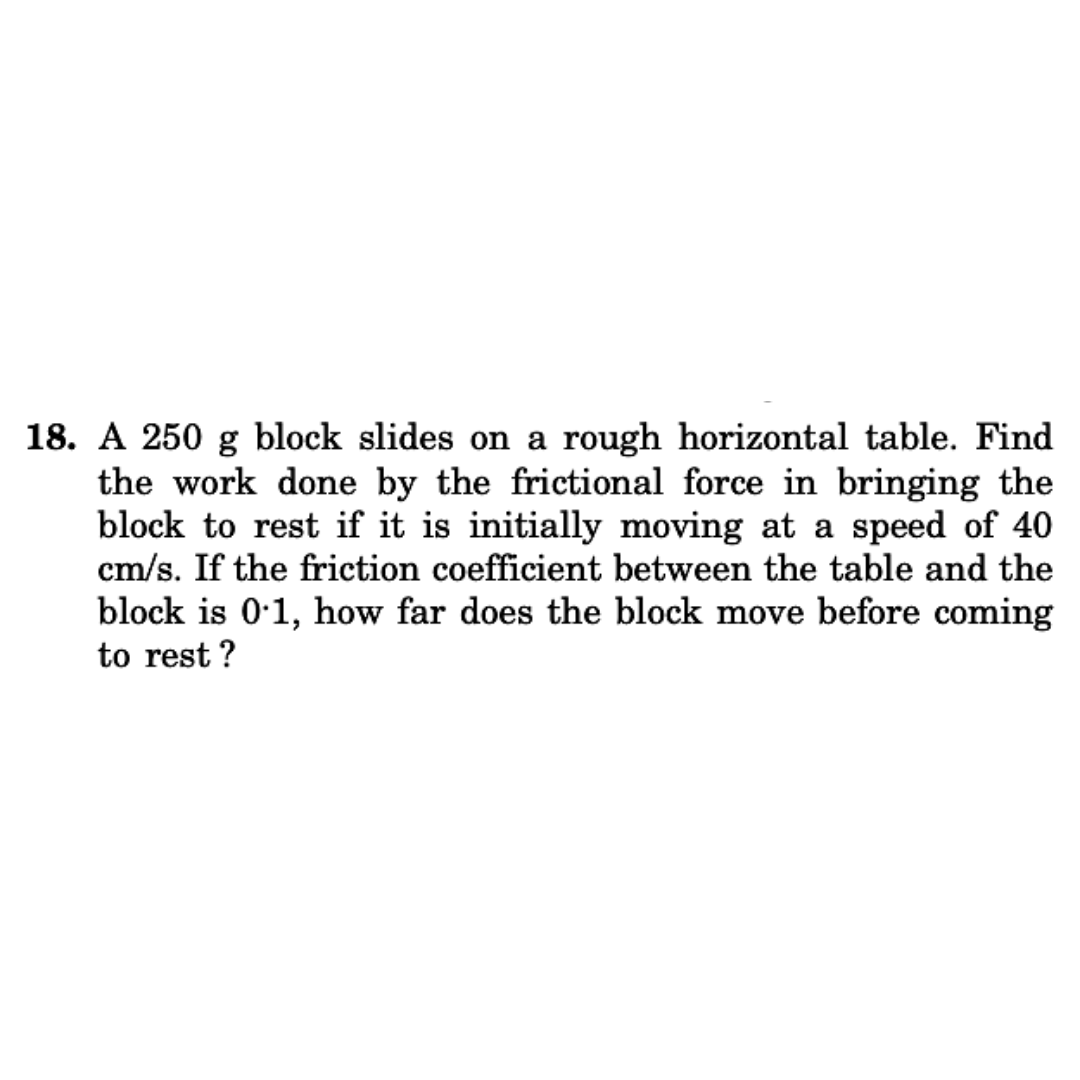 18. A 250 g block slides on a rough horizontal table. Find
the work done by the frictional force in bringing the
block to rest if it is initially moving at a speed of 40
cm/s. If the friction coefficient between the table and the
block is 0·1, how far does the block move before coming
to rest ?